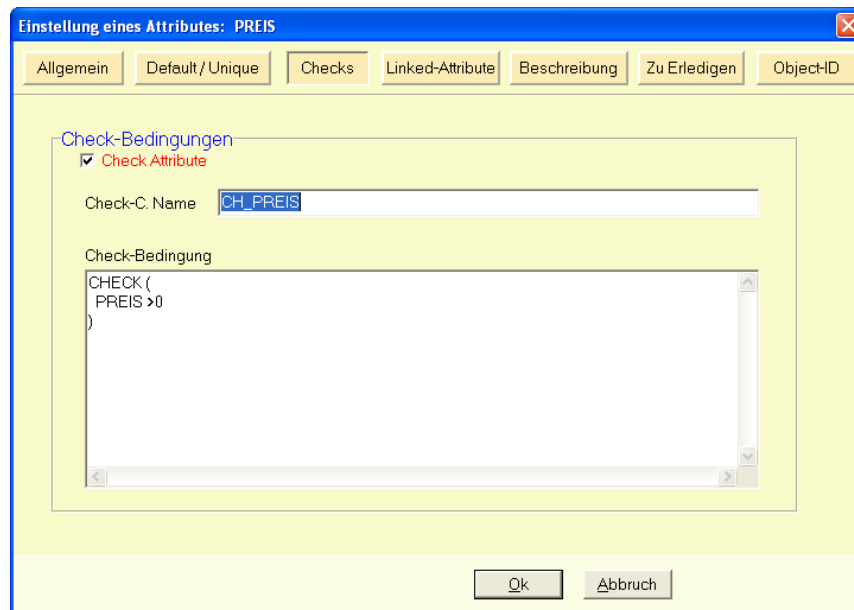 Einstellung eines Attributes: PREIS
Allgemein Default / Unique Checks Linked-Attribute Beschreibung Zu Erledigen Object-ID
Check-Bedingungen
Check Attribute
Check-C. Name CH_PREIS
Check-Bedingung
CHECK (
PREIS >0
)
Ok Abbruch